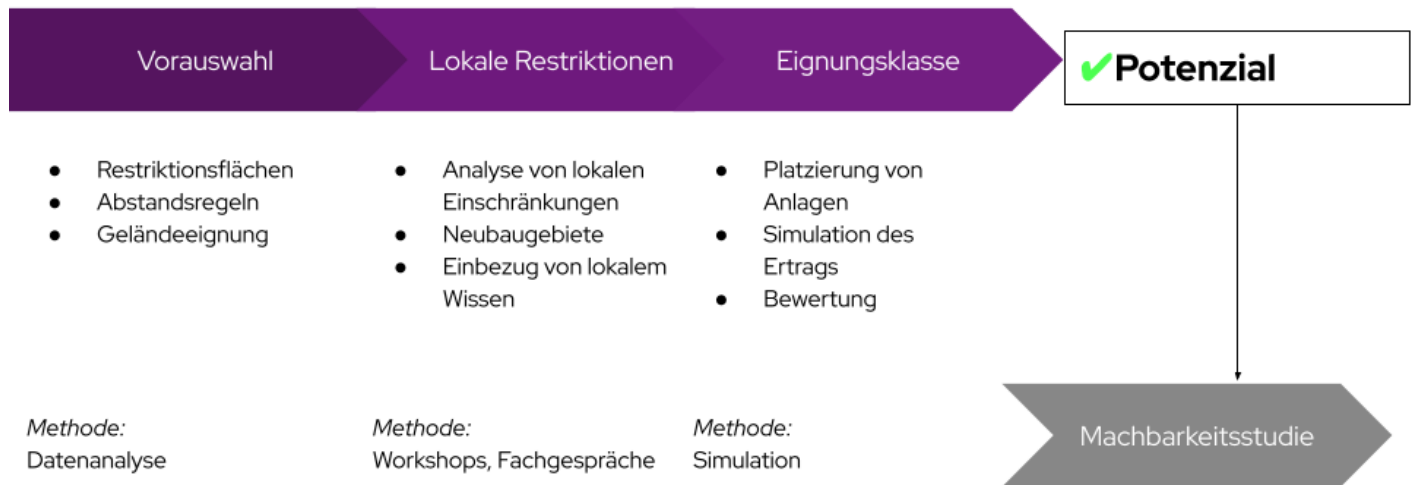 Vorauswahl
Lokale Restriktionen
Eignungsklasse
✔Potenzial
● Restriktionsflächen
● Abstandsregeln
● Geländeeignung
● Analyse von lokalen
Einschränkungen
● Neubaugebiete
● Einbezug von lokalem
Wissen
● Platzierung von
Anlagen
● Simulation des
Ertrags
● Bewertung
Methode:
Datenanalyse
Methode:
Workshops, Fachgespräche
Methode:
Simulation
Machbarkeitsstudie